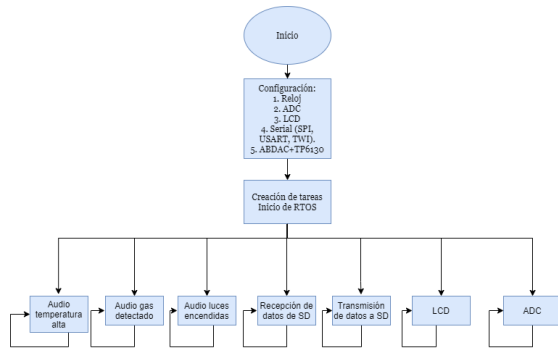 Inicio
Configuración:
1. Reloj
2. ADC
3. LCD
4. Serial (SPI,
USART, TWI).
5. ABDAC+TP6130
Creación de tareas
Inicio de RTOS
Audio
temperatura
alta
Audio gas
detectado
Audio luces
encendidas
Recepción de
datos de SD
Transmisión
de datos a SD
LCD
ADC